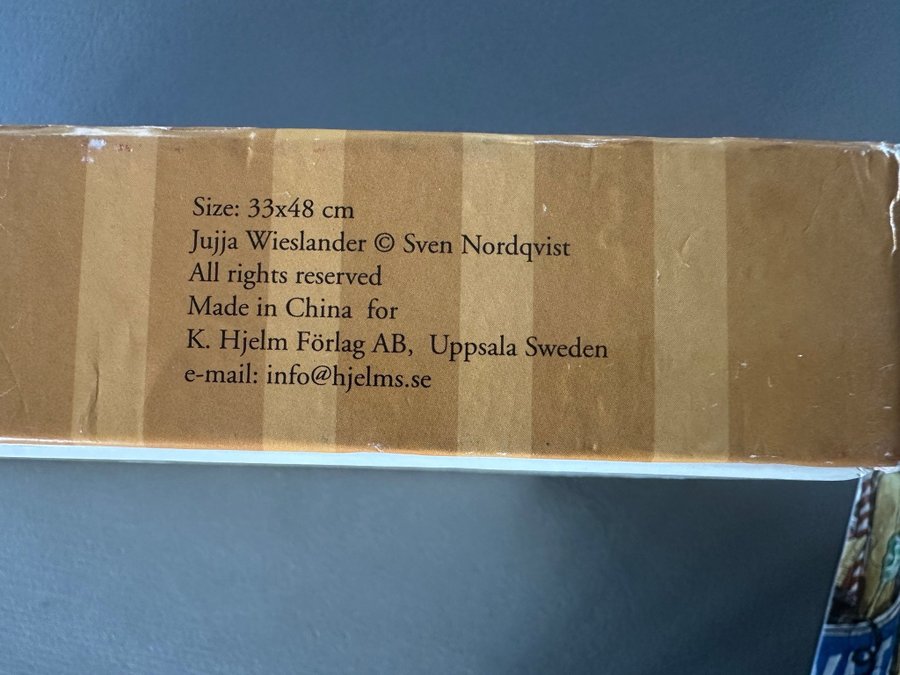 Size: 33x48 cm
Jujja Wieslander © Sven Nordqvist
All rights reserved
Made in China for
K. Hjelm Förlag AB, Uppsala Sweden
e-mail: info@hjelms.se